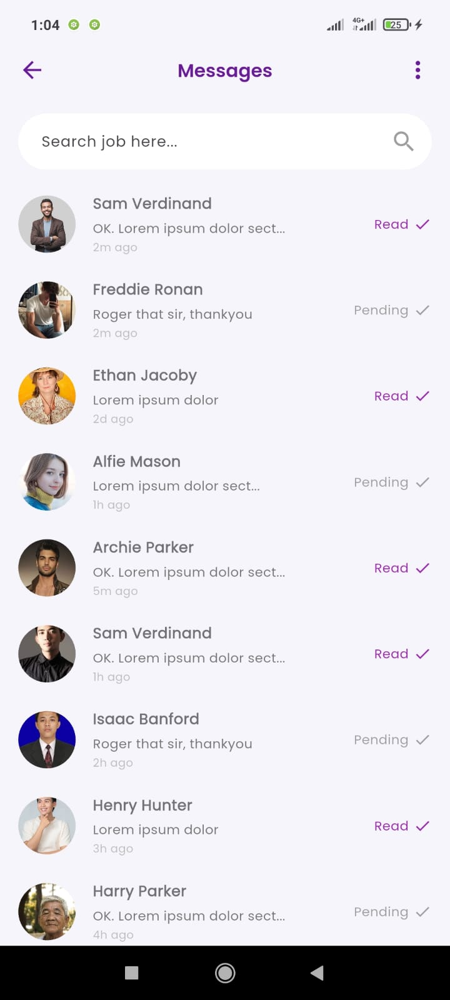 1:04 4G+ 25
Messages
Search job here...
Sam Verdinand
OK. Lorem ipsum dolor sect...
Read
2m ago
Freddie Ronan
Roger that sir, thankyou
Pending
2m ago
Ethan Jacoby
Lorem ipsum dolor
Read
2d ago
Alfie Mason
Lorem ipsum dolor sect...
Pending
1h ago
Archie Parker
OK. Lorem ipsum dolor sect...
Read
5m ago
Sam Verdinand
OK. Lorem ipsum dolor sect...
Read
1h ago
Isaac Banford
Roger that sir, thankyou
Pending
2h ago
Henry Hunter
Lorem ipsum dolor
Read
3h ago
Harry Parker
OK. Lorem ipsum dolor sect...
Pending
4h ago